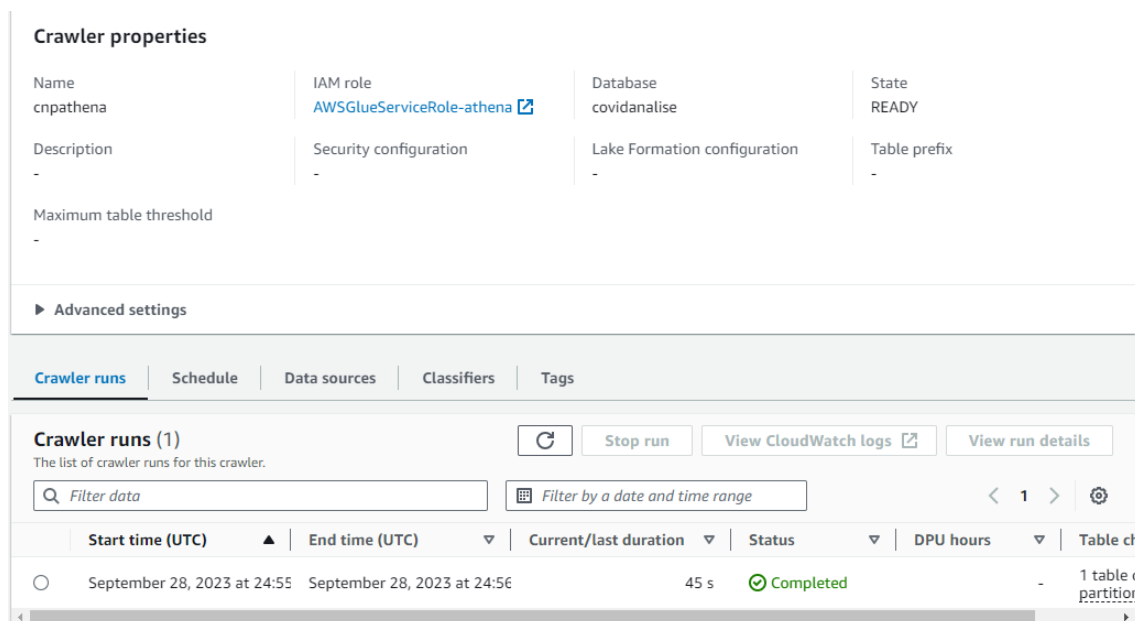 Crawler properties
Name
IAM role
Database
State
cnpathena
AWSGlueServiceRole-athena
covidanalise
READY
Description
Security configuration
Lake Formation configuration
Table prefix
-
-
-
-
Maximum table threshold
-
Advanced settings
Crawler runs
Schedule
Data sources
Classifiers
Tags
Crawler runs (1)
Stop run
View CloudWatch logs
View run details
The list of crawler runs for this crawler.
Filter data
Filter by a date and time range
1
Start time (UTC)
End time (UTC)
Current/last duration
Status
DPU hours
Table ch
September 28, 2023 at 24:55
September 28, 2023 at 24:56
45 s
Completed
-
1 table
partition